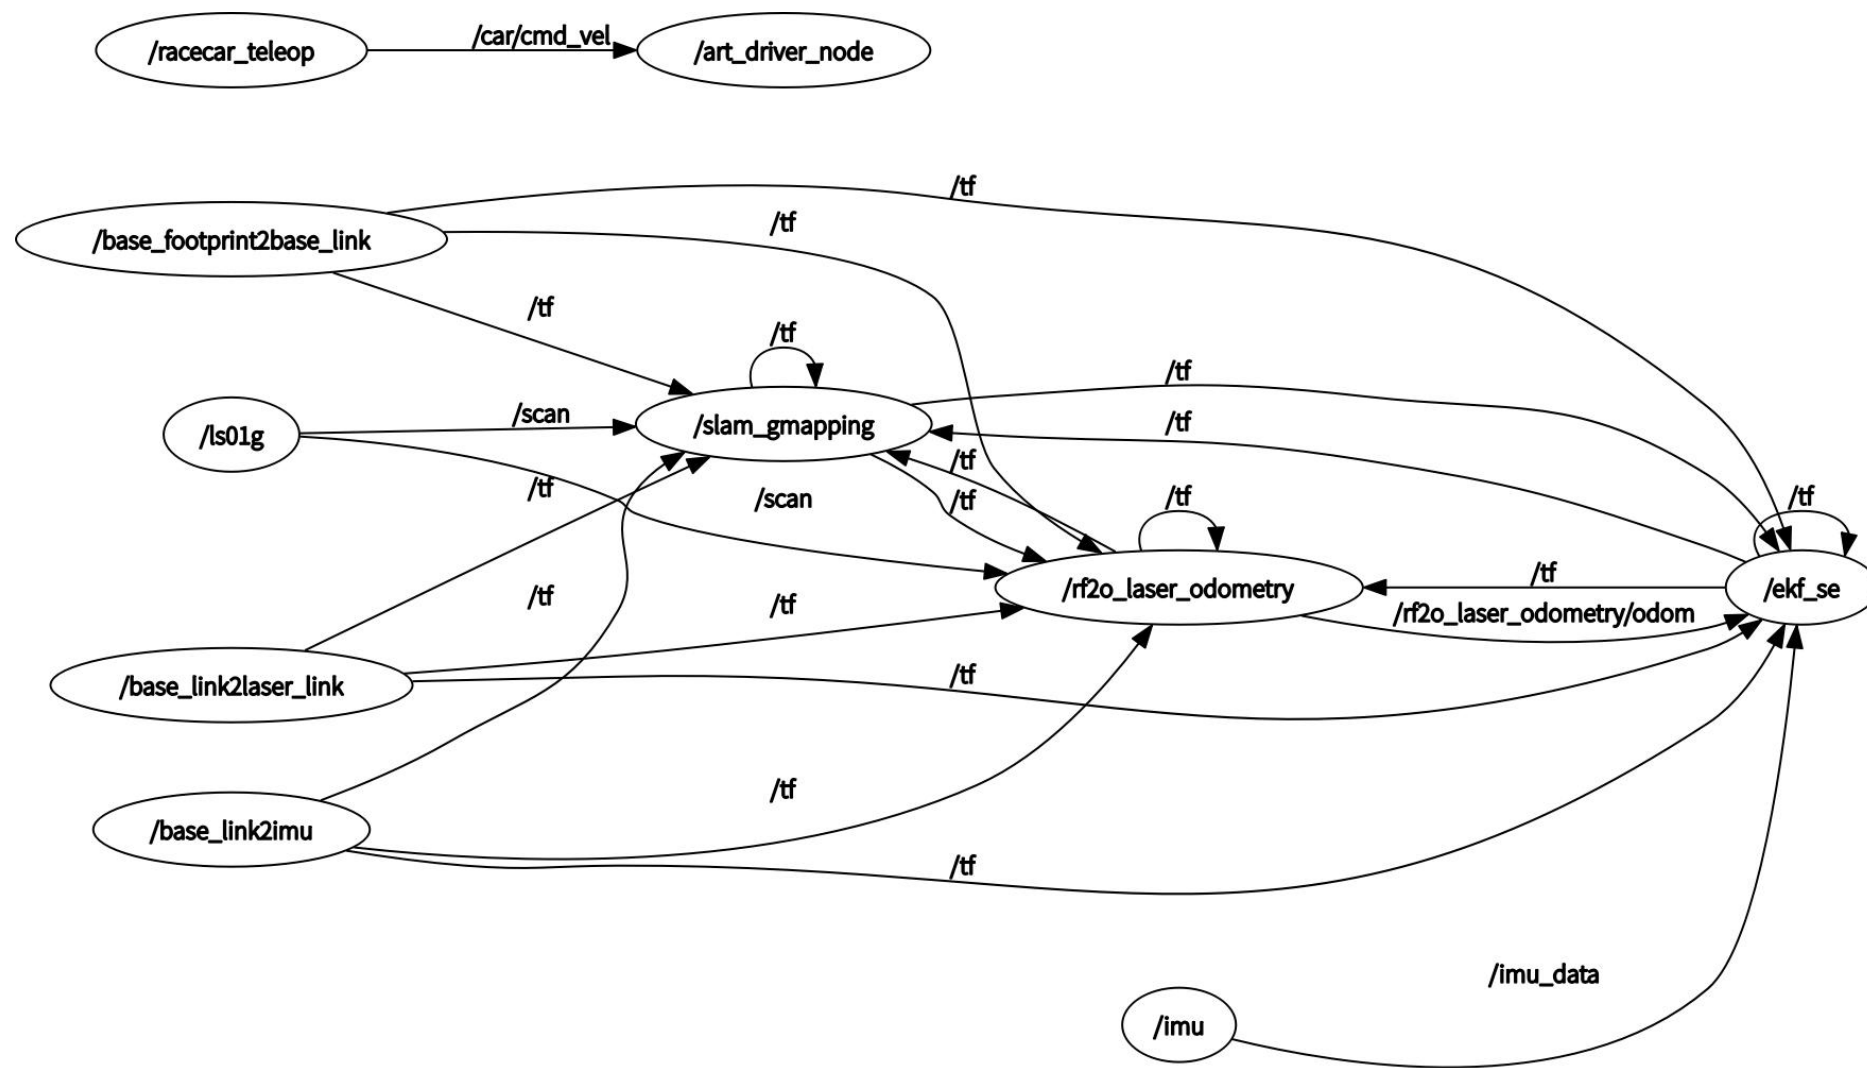 /racecar_teleop
/car/cmd_vel
/art_driver_node
/tf
/tf
/base_footprint2base_link
/tf
/tf
/tf
/scan
/ls01g
/slam_gmapping
/tf
/tf
/tf
/scan
/tf
/tf
/tf
/tf
/rf2o_laser_odometry
/tf
/ekf_se
/tf
/tf
/rf2o_laser_odometry/odom
/base_link2laser_link
/tf
/tf
/base_link2imu
/tf
/imu_data
/imu